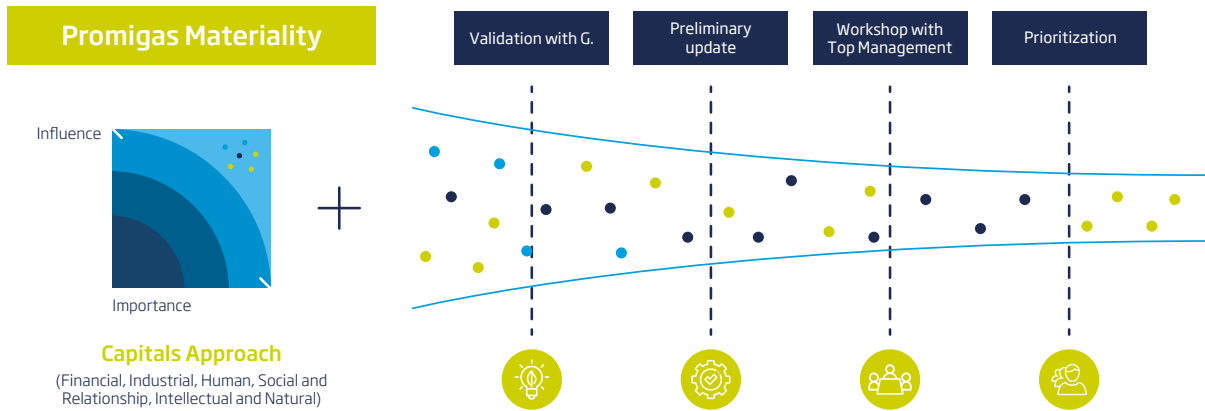 Promigas Materiality
Validation with G.
Preliminary
update
Workshop with
Top Management
Prioritization
Influence
Importance
Capitals Approach
(Financial, Industrial, Human, Social and
Relationship, Intellectual and Natural)